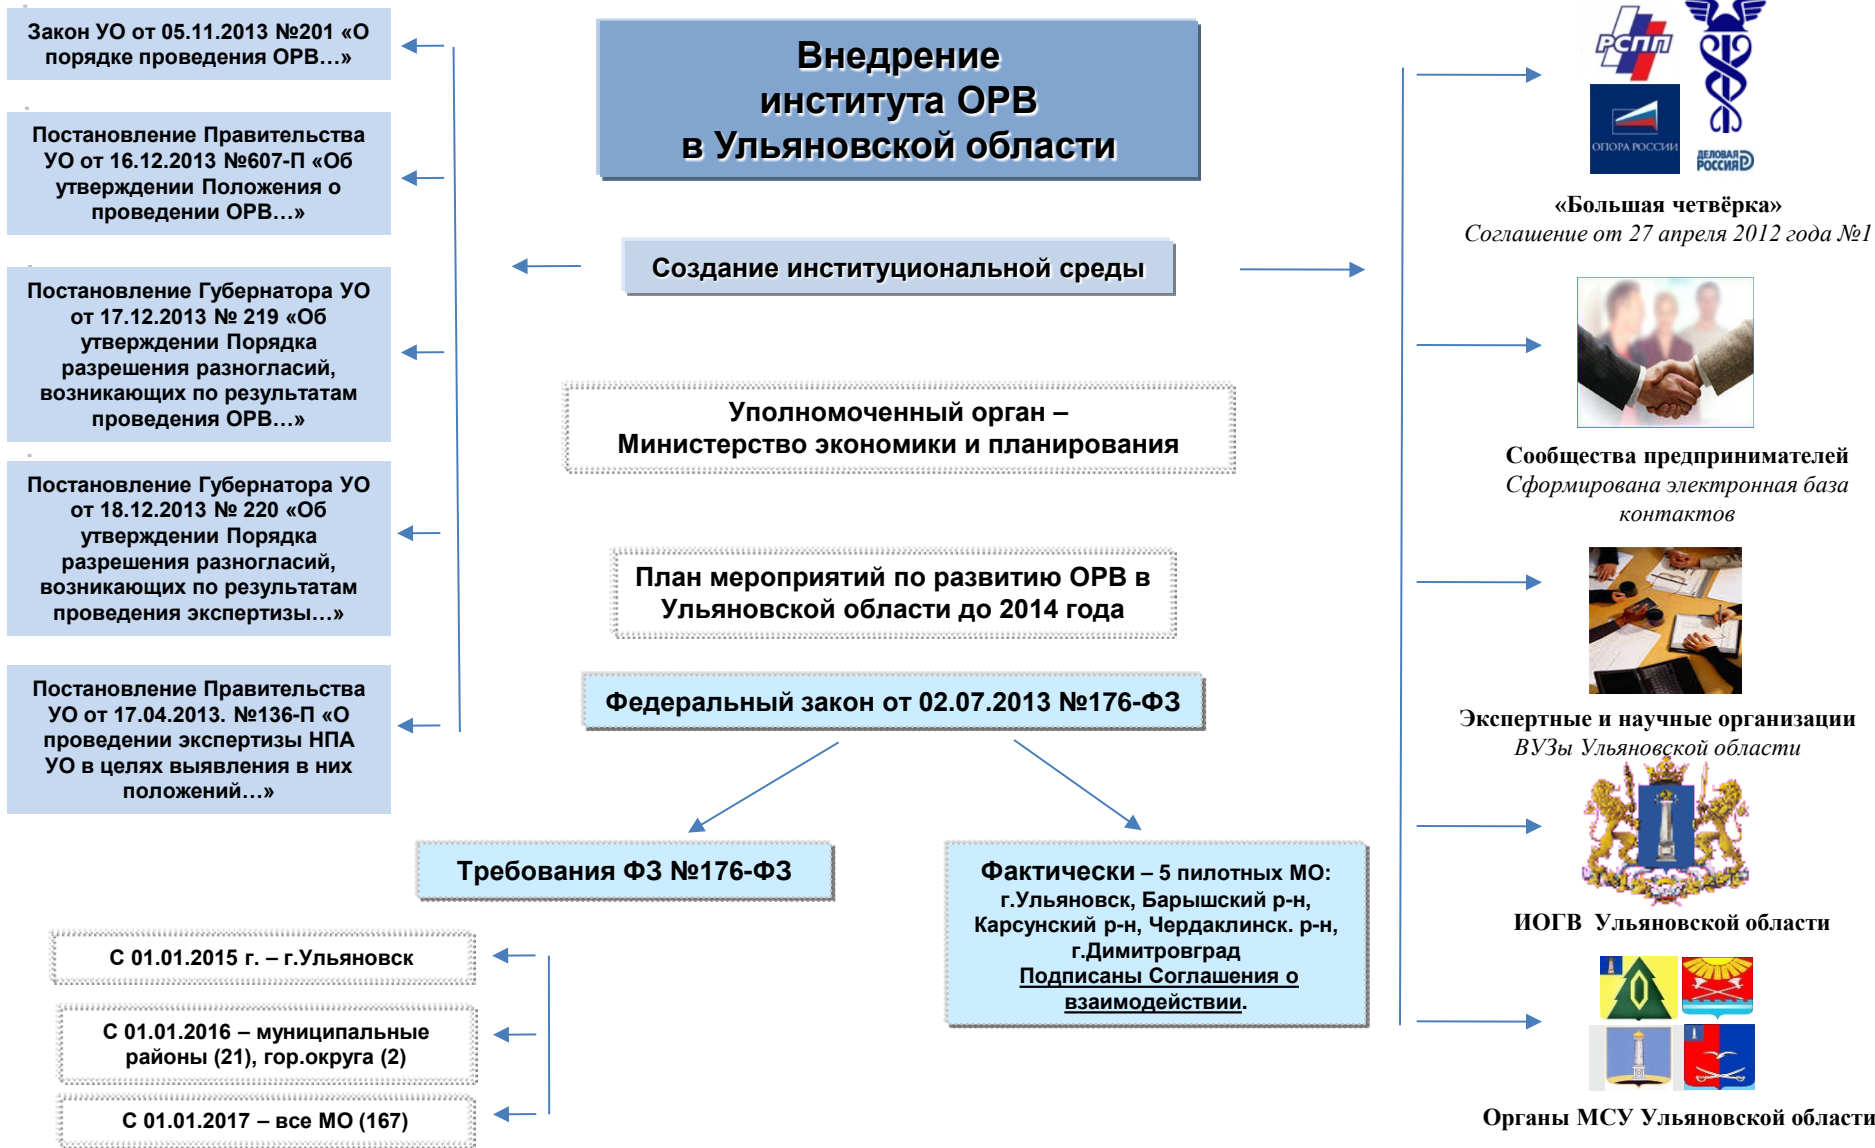 Внедрение
института ОРВ
в Ульяновской области
Закон УО от 05.11.2013 №201 «О
порядке проведения ОРВ…»
Постановление Правительства
УО от 16.12.2013 №607-П «Об
утверждении Положения о
проведении ОРВ…»
Постановление Губернатора УО
от 17.12.2013 № 219 «Об
утверждении Порядка
разрешения разногласий,
возникающих по результатам
проведения ОРВ…»
Постановление Губернатора УО
от 18.12.2013 № 220 «Об
утверждении Порядка
разрешения разногласий,
возникающих по результатам
проведения экспертизы…»
Постановление Правительства
УО от 17.04.2013. №136-П «О
проведении экспертизы НПА
УО в целях выявления в них
положений…»
Создание институциональной среды
Уполномоченный орган –
Министерство экономики и планирования
План мероприятий по развитию ОРВ в
Ульяновской области до 2014 года
Федеральный закон от 02.07.2013 №176-ФЗ
Требования ФЗ №176-ФЗ
С 01.01.2015 г. – г.Ульяновск
С 01.01.2016 – муниципальные
районы (21), гор.округа (2)
С 01.01.2017 – все МО (167)
Фактически – 5 пилотных МО:
г.Ульяновск, Барышский р-н,
Карсунский р-н, Чердаклинск. р-н,
г.Димитровград
Подписаны Соглашения о
взаимодействии.
РСПП
ОПОРА РОССИИ
ДЕЛОВАЯ
РОССИЯ
«Большая четвёрка»
Соглашение от 27 апреля 2012 года №1
Сообщества предпринимателей
Сформирована электронная база
контактов
Экспертные и научные организации
ВУЗы Ульяновской области
ИОГВ Ульяновской области
Органы МСУ Ульяновской области